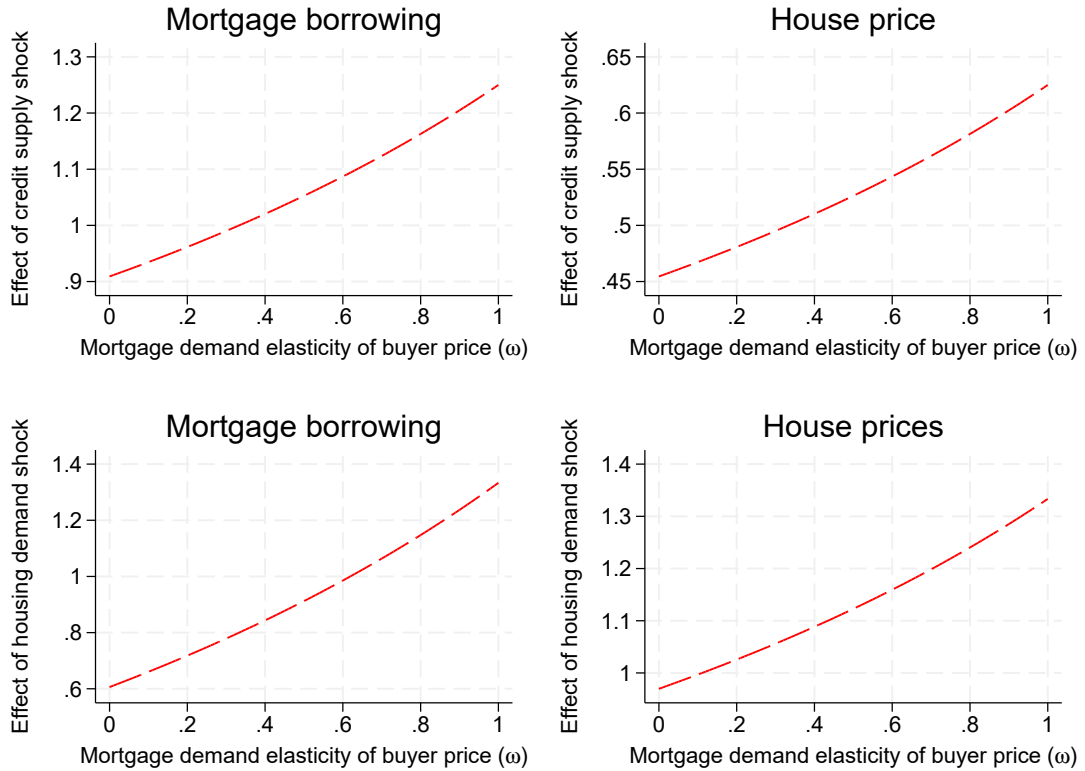 Mortgage borrowing
Effect of credit supply shock
1.3
1.2
1.1
1
.9
0 .2 .4 .6 .8 1
Mortgage demand elasticity of buyer price (ω)
House price
Effect of credit supply shock
.65
.6
.55
.5
.45
0 .2 .4 .6 .8 1
Mortgage demand elasticity of buyer price (ω)
Mortgage borrowing
Effect of housing demand shock
1.4
1.2
1
.8
.6
0 .2 .4 .6 .8 1
Mortgage demand elasticity of buyer price (ω)
House prices
Effect of housing demand shock
1.4
1.3
1.2
1.1
1
0 .2 .4 .6 .8 1
Mortgage demand elasticity of buyer price (ω)